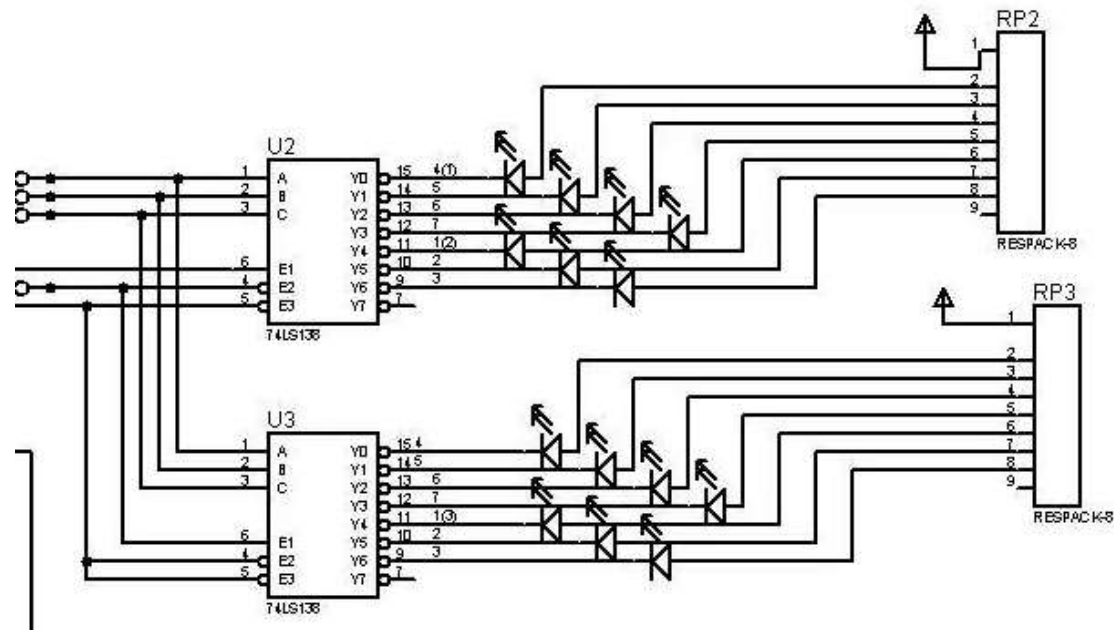 RP2
1
2
3
4
5
6
7
8
9
RESPACK-8
U2
1 A Y0 15 4(1)
2 B Y1 14 5
3 C Y2 13 6
Y3 12 7
Y4 11 1(2)
6 E1 Y5 10 2
4 E2 Y6 9 3
5 E3 Y7 7
74LS138
RP3
1
2
3
4
5
6
7
8
9
RESPACK-8
U3
1 A Y0 15 4
2 B Y1 14 5
3 C Y2 13 6
Y3 12 7
Y4 11 1(3)
6 E1 Y5 10 2
4 E2 Y6 9 3
5 E3 Y7 7
74LS138